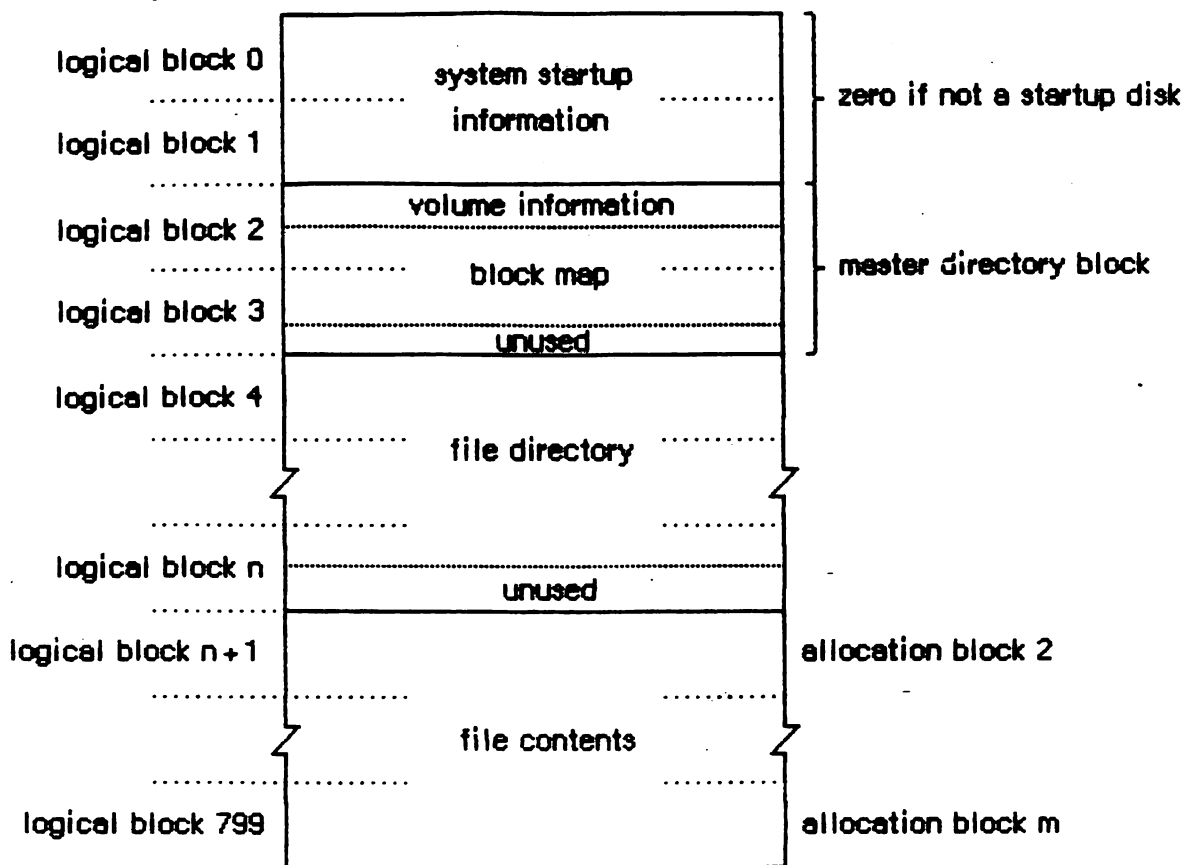 logical block 0
system startup
information
zero if not a startup disk
logical block 1
volume information
logical block 2
block map
master directory block
logical block 3
unused
logical block 4
file directory
logical block n
unused
logical block n+1
allocation block 2
file contents
logical block 799
allocation block m